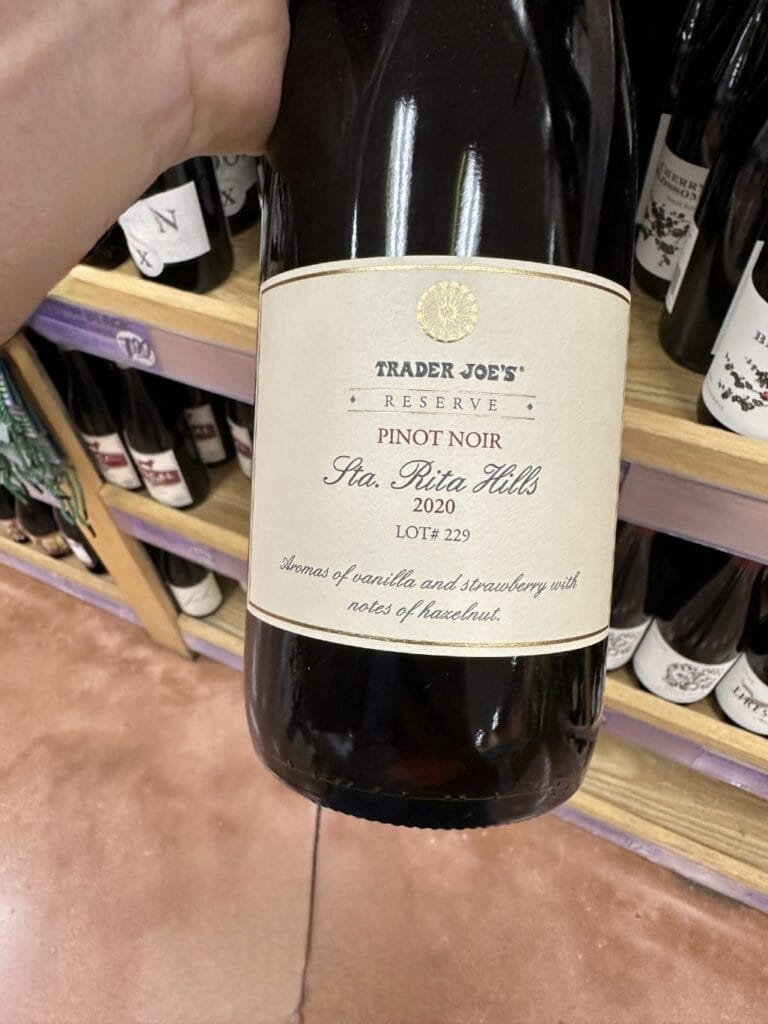 TRADER JOE'S®
RESERVE
PINOT NOIR
Sta. Rita Hills
2020
LOT# 229
Aromas of vanilla and strawberry with
notes of hazelnut.
N
X